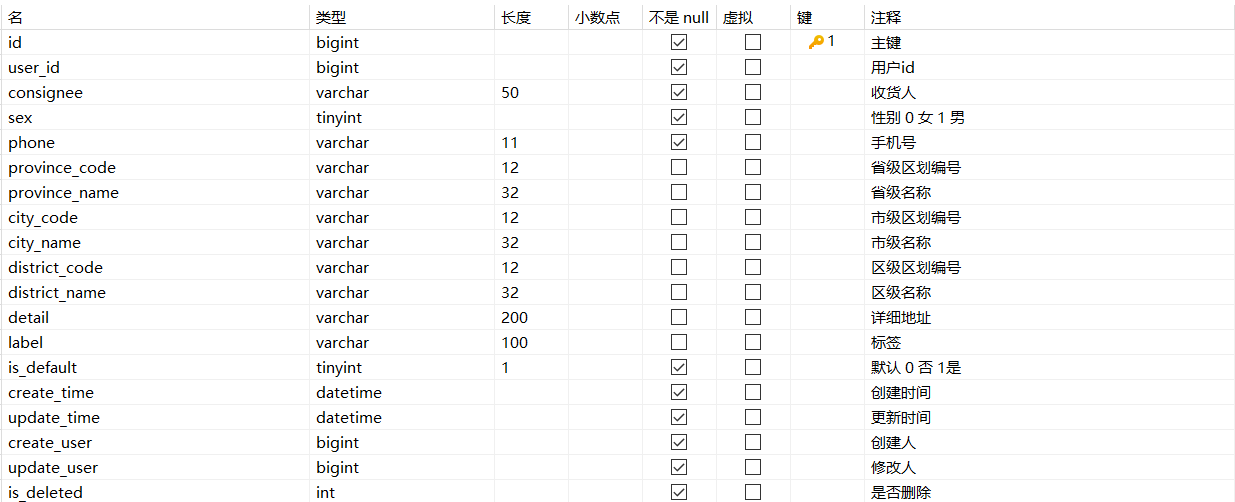 名 类型 长度 小数点 不是 null 虚拟 键 注释
id bigint 1 主键
user_id bigint 用户id
consignee varchar 50 收货人
sex tinyint 性别 0 女 1 男
phone varchar 11 手机号
province_code varchar 12 省级区划编号
province_name varchar 32 省级名称
city_code varchar 12 市级区划编号
city_name varchar 32 市级名称
district_code varchar 12 区级区划编号
district_name varchar 32 区级名称
detail varchar 200 详细地址
label varchar 100 标签
is_default tinyint 1 默认 0 否 1是
create_time datetime 创建时间
update_time datetime 更新时间
create_user bigint 创建人
update_user bigint 修改人
is_deleted int 是否删除